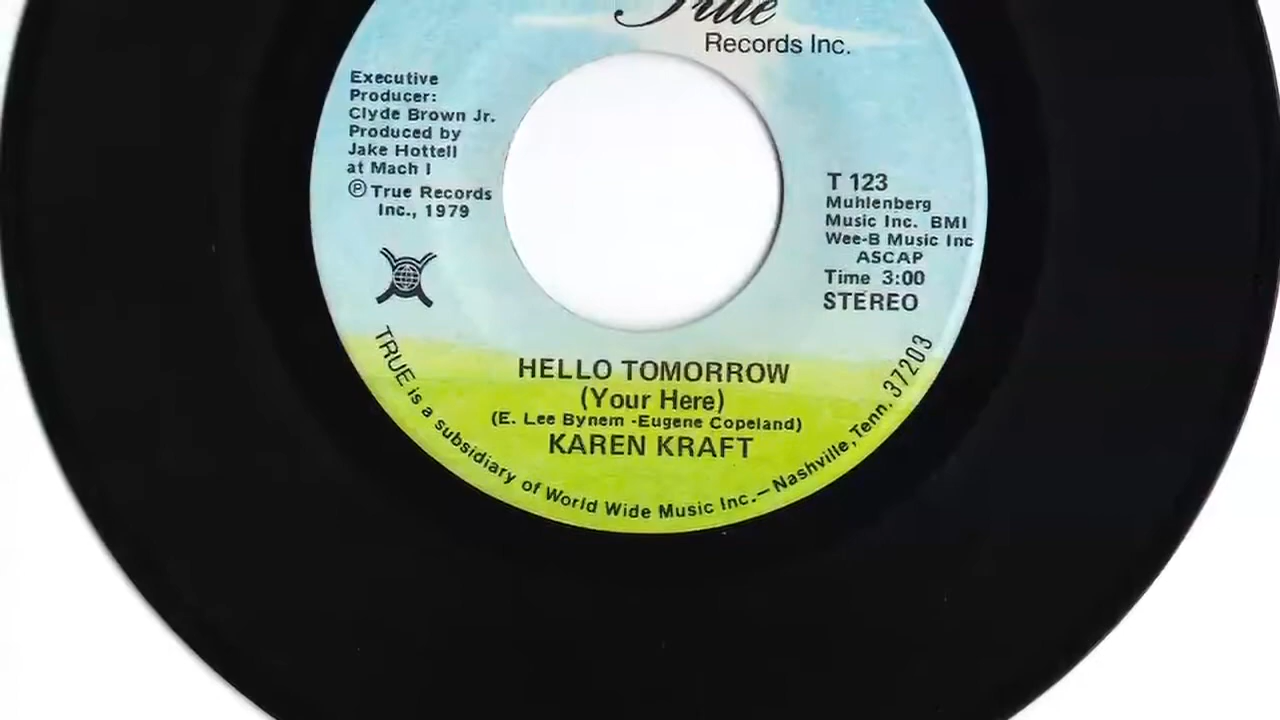 True
Records Inc.
Executive
Producer:
Clyde Brown Jr.
Produced by
Jake Hottell
at Mach I
Ⓟ True Records
Inc., 1979
T 123
Muhlenberg
Music Inc. BMI
Wee-B Music Inc
ASCAP
Time 3:00
STEREO
HELLO TOMORROW
(Your Here)
(E. Lee Bynem -Eugene Copeland)
KAREN KRAFT
TRUE is a subsidiary of World Wide Music Inc.— Nashville, Tenn. 37203